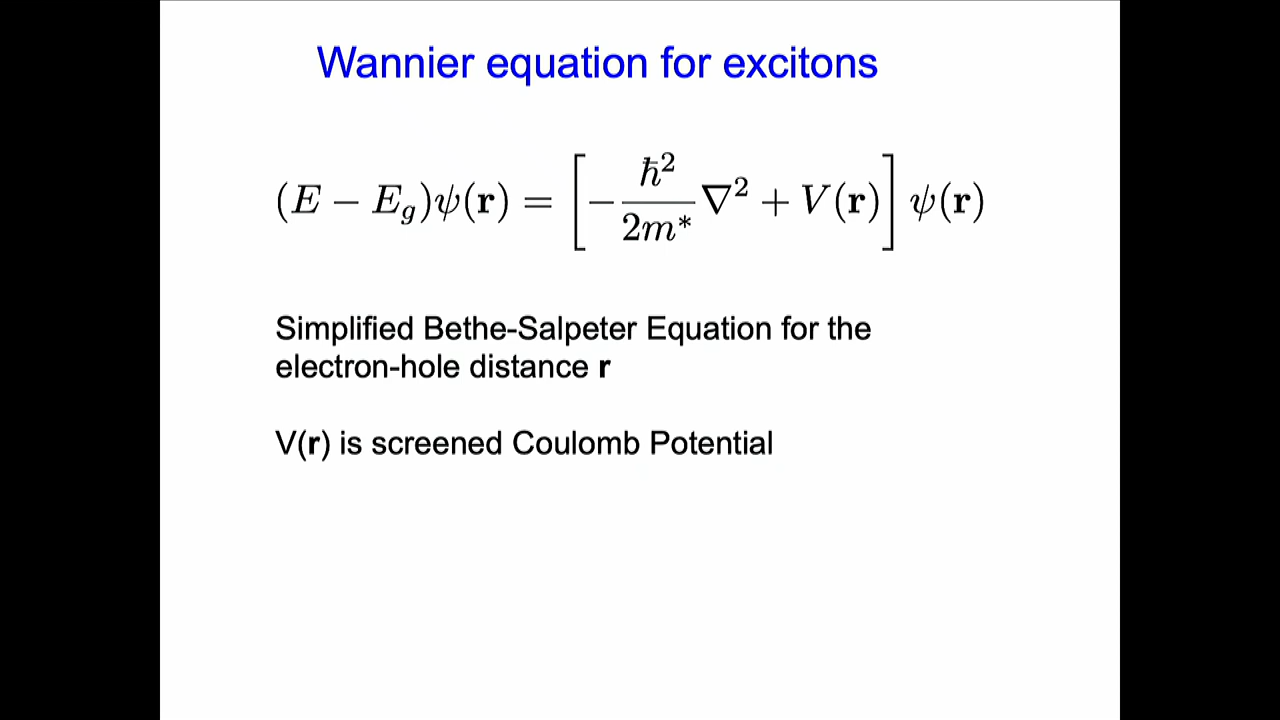 Wannier equation for excitons
(E − E_g)ψ(𝐫) = [−ħ²/2m* ∇² + V(𝐫)] ψ(𝐫)
Simplified Bethe-Salpeter Equation for the
electron-hole distance r
V(r) is screened Coulomb Potential